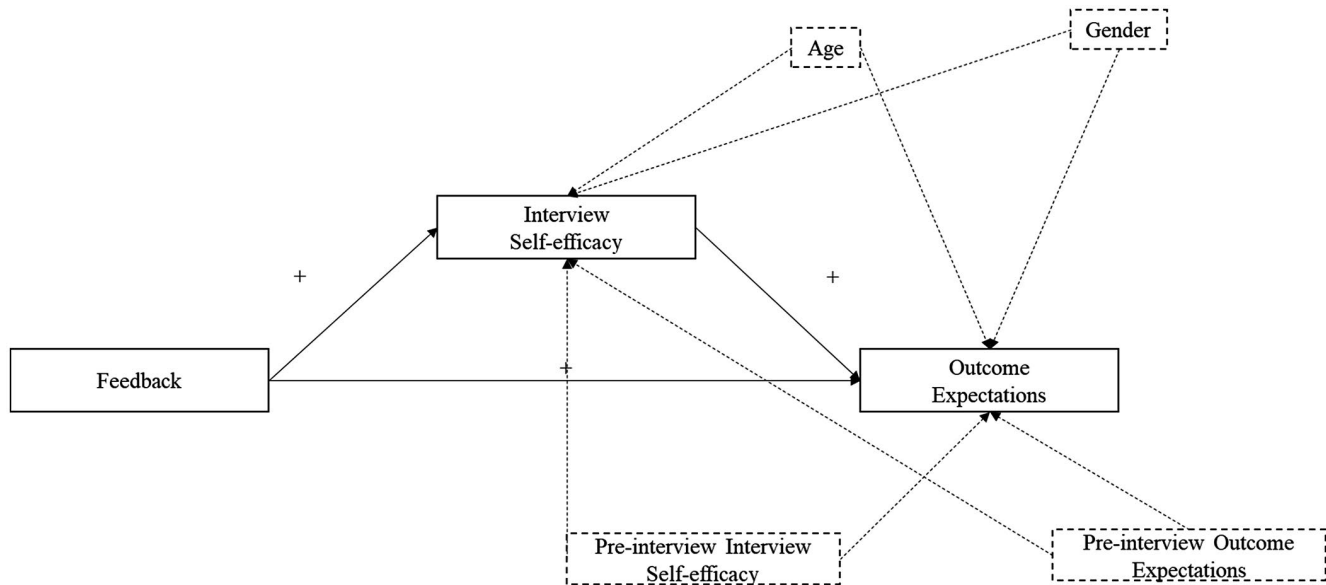 Gender
Age
Interview
Self-efficacy
+
+
Feedback
+
Outcome
Expectations
Pre-interview Interview
Self-efficacy
Pre-interview Outcome
Expectations